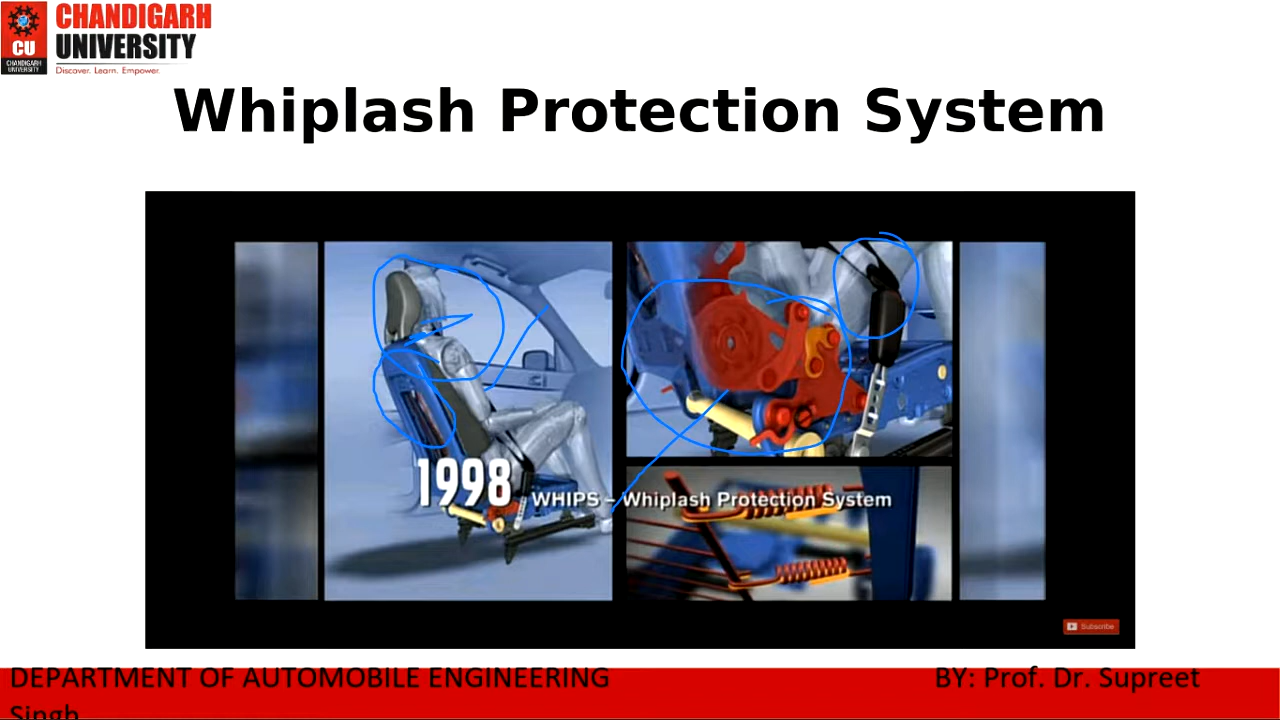 CHANDIGARH
UNIVERSITY
Discover. Learn. Empower.
CU
CHANDIGARH
UNIVERSITY
Whiplash Protection System
1998 WHIPS – Whiplash Protection System
Subscribe
DEPARTMENT OF AUTOMOBILE ENGINEERING BY: Prof. Dr. Supreet
Singh